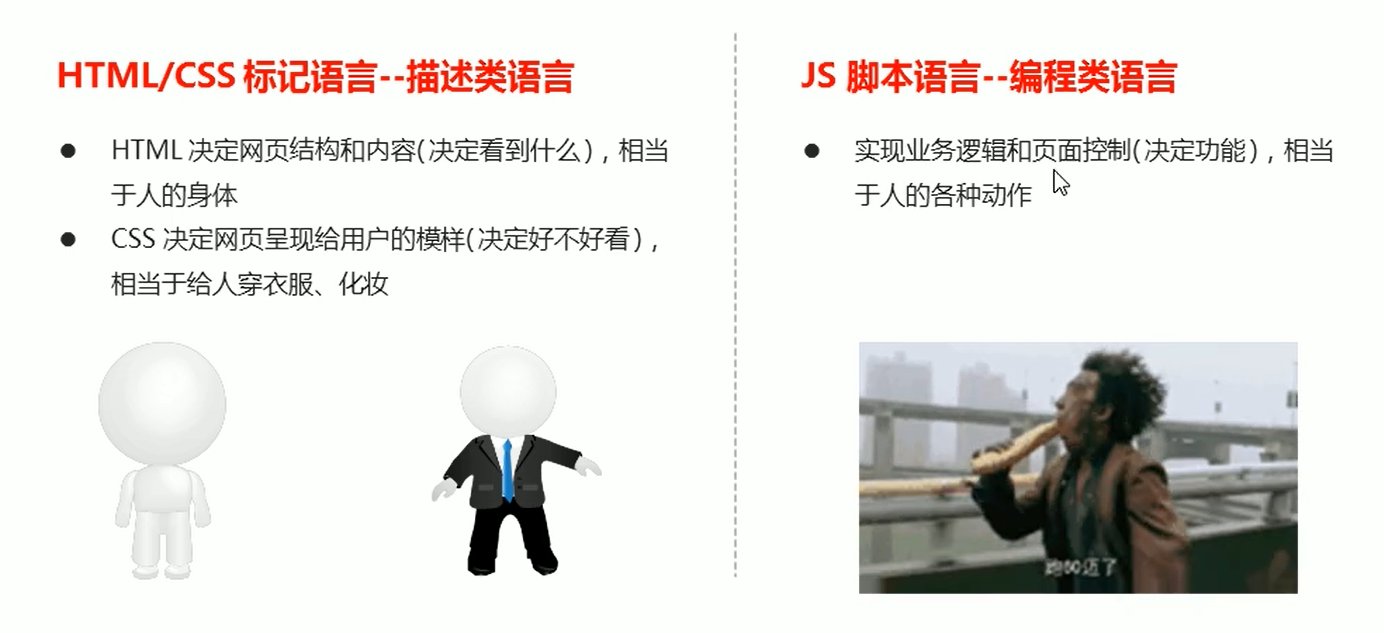 HTML/CSS 标记语言--描述类语言
● HTML 决定网页结构和内容(决定看到什么)，相当
于人的身体
● CSS 决定网页呈现给用户的模样(决定好不好看)，
相当于给人穿衣服、化妆
JS 脚本语言--编程类语言
● 实现业务逻辑和页面控制(决定功能)，相当
于人的各种动作
跑60迈了